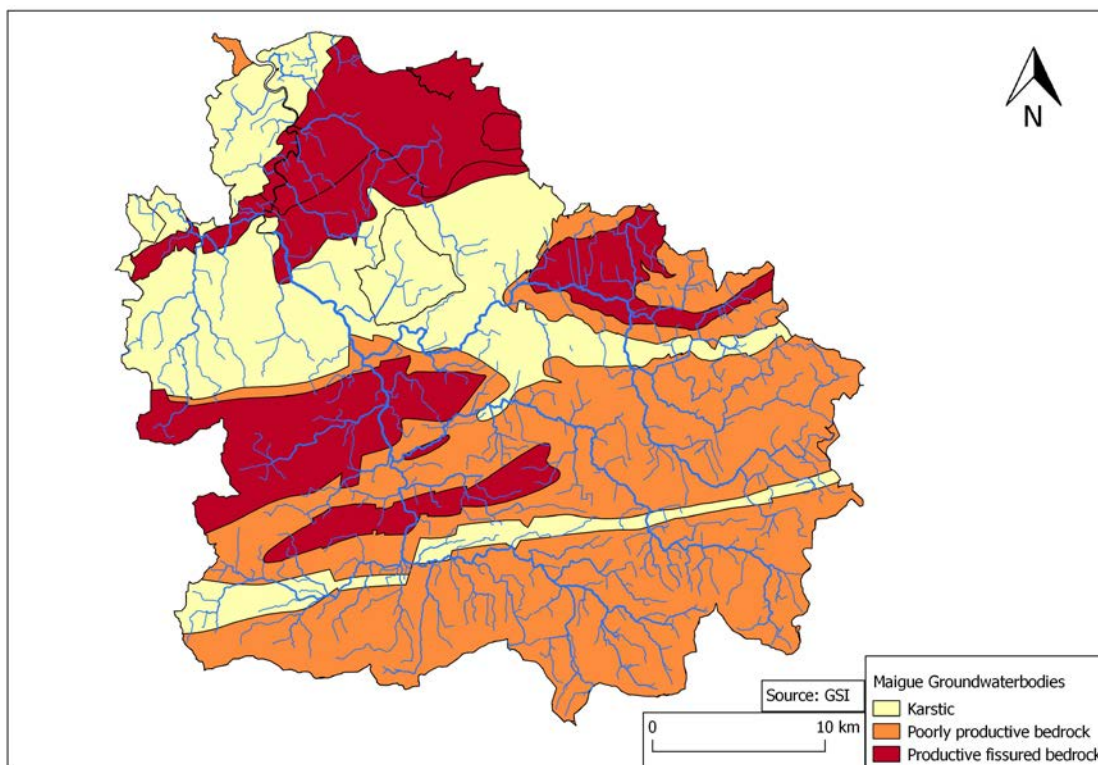 N
Source: GSI
0 10 km
Maigue Groundwaterbodies
Karstic
Poorly productive bedrock
Productive fissured bedrock